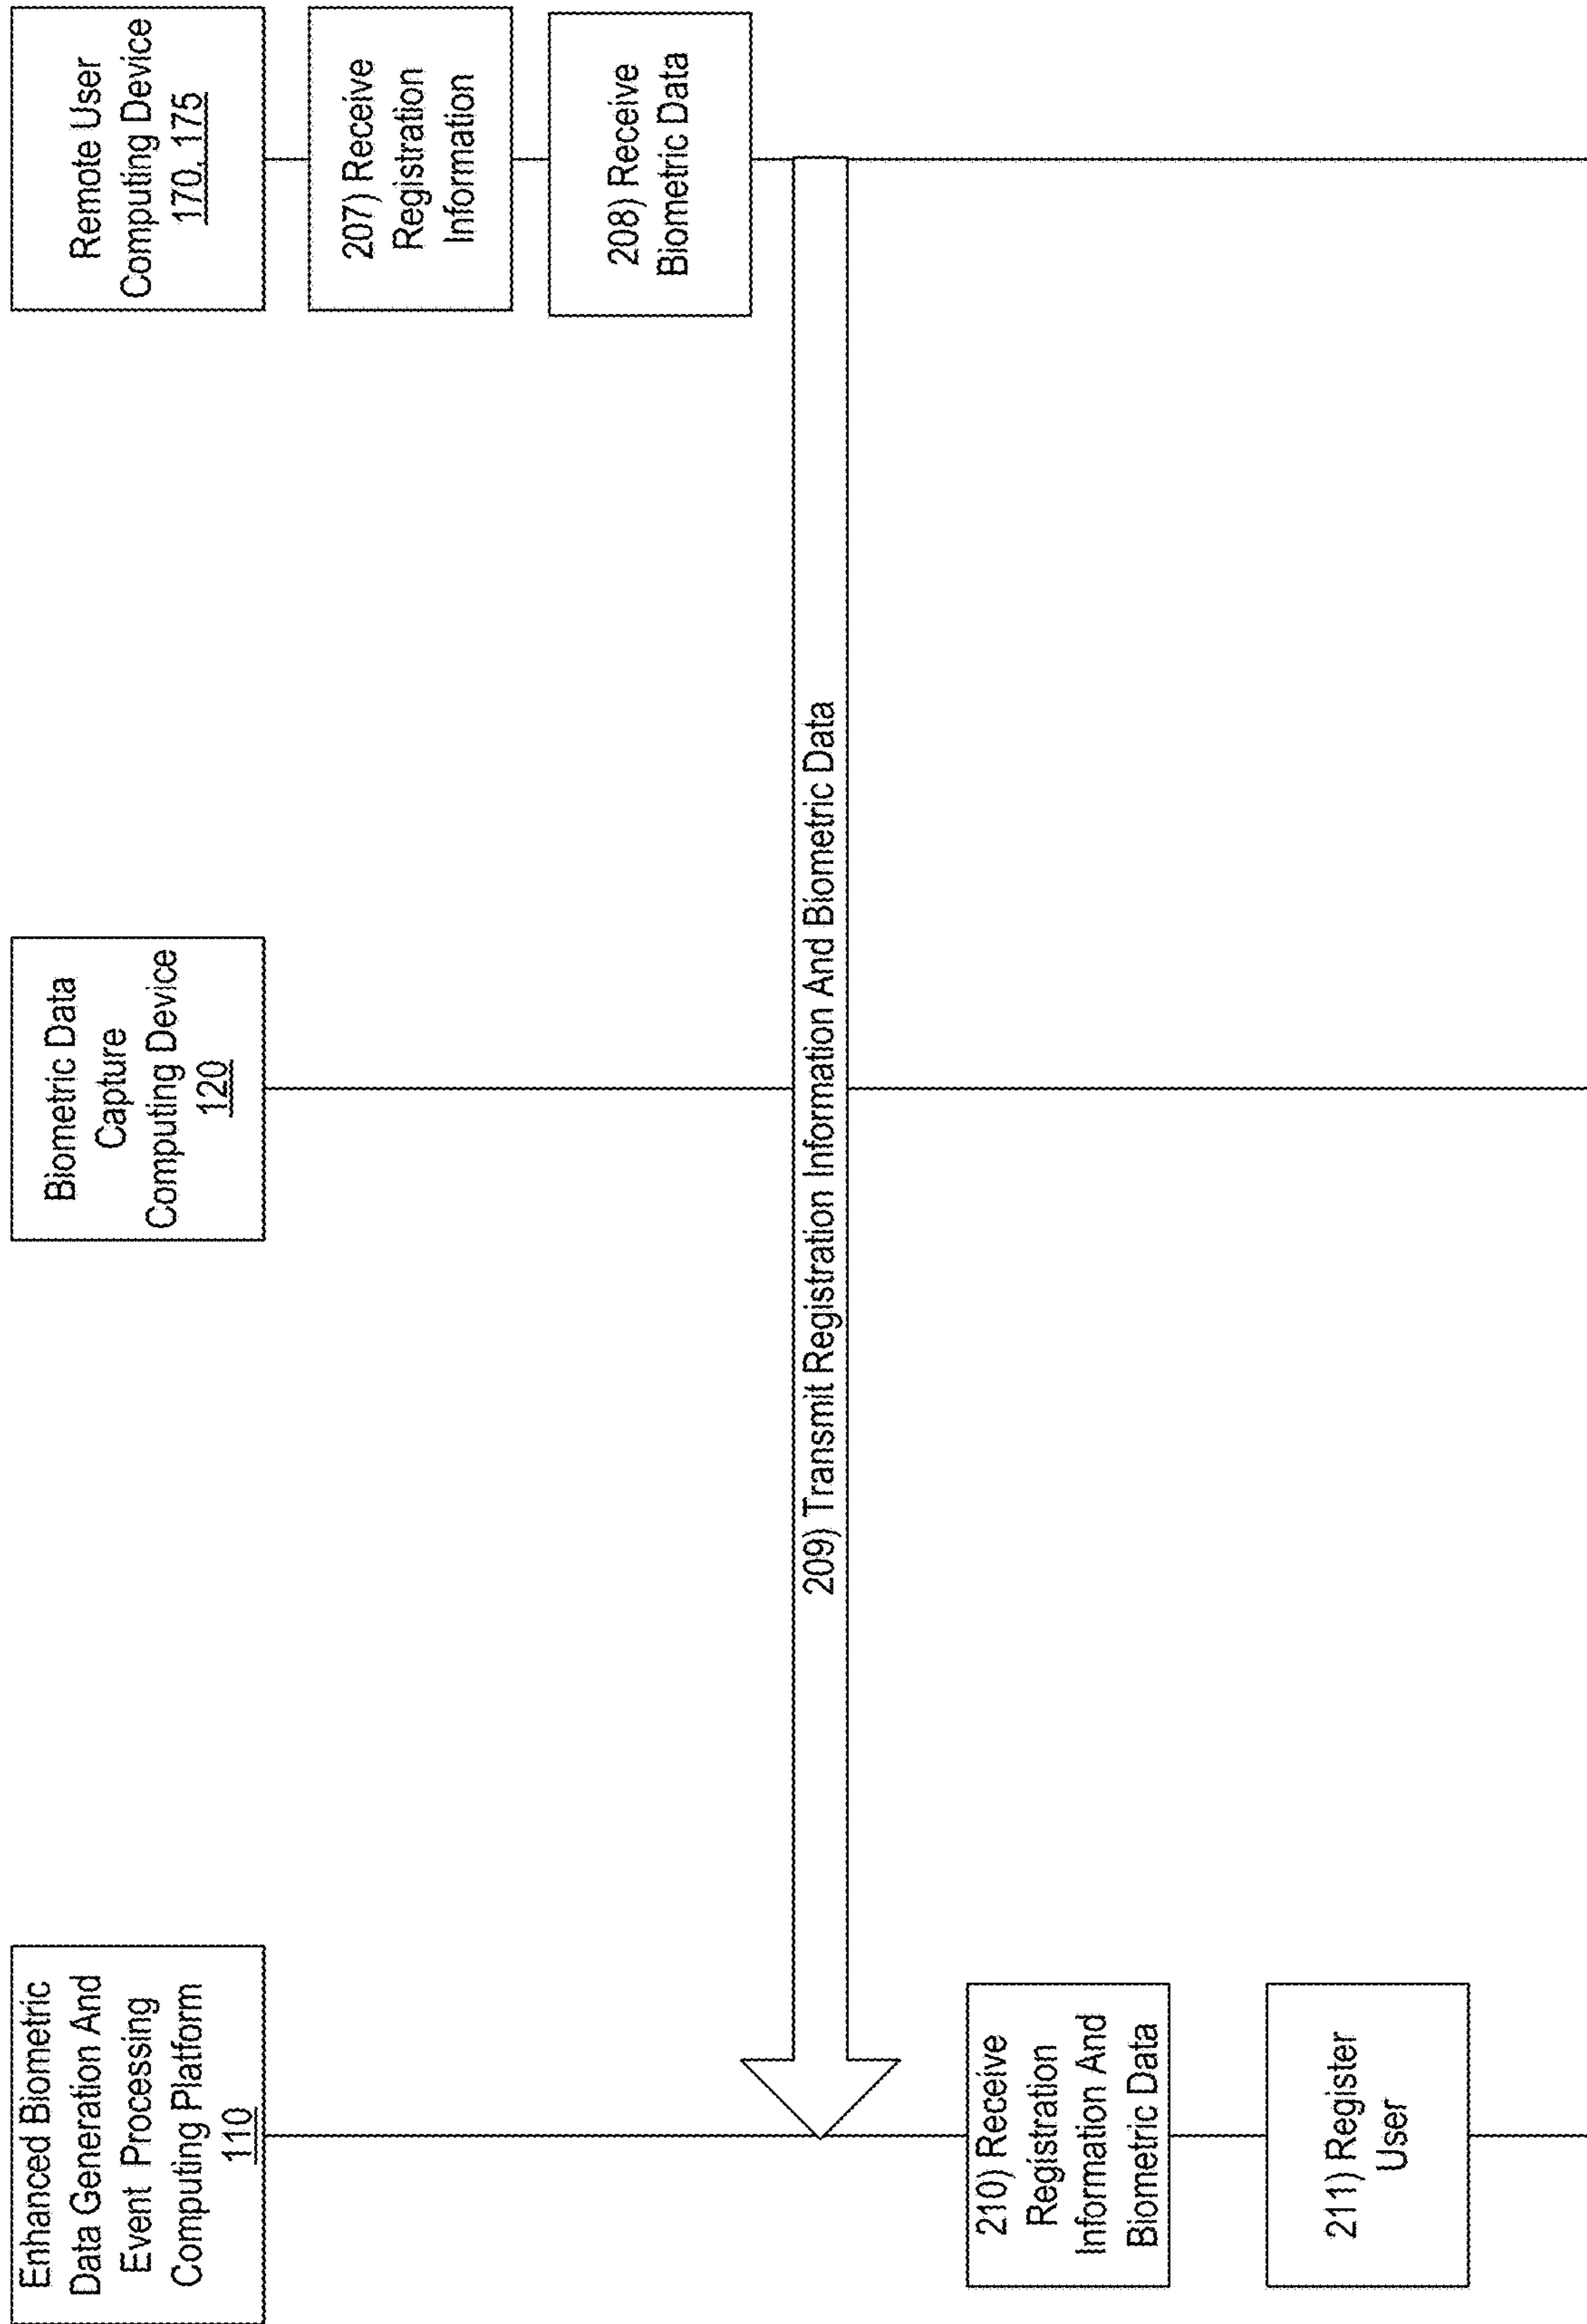 Enhanced Biometric
Data Generation And
Event Processing
Computing Platform
110
Biometric Data
Capture
Computing Device
120
Remote User
Computing Device
170. 175
207) Receive
Registration
Information
208) Receive
Biometric Data
209) Transmit Registration Information And Biometric Data
210) Receive
Registration
Information And
Biometric Data
211) Register
User